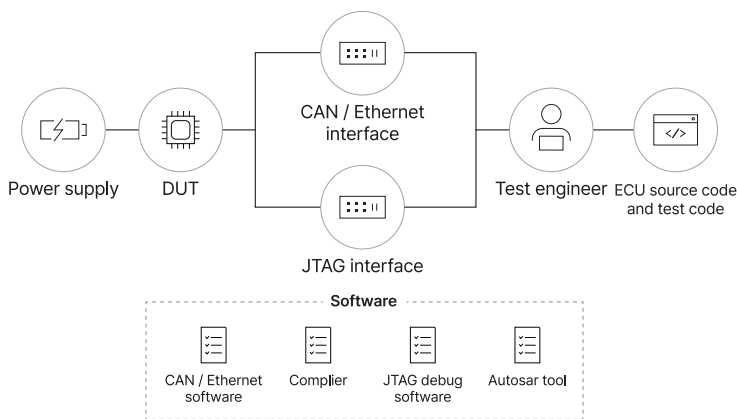 CAN / Ethernet
interface
Power supply
DUT
Test engineer
ECU source code
and test code
</>
JTAG interface
Software
CAN / Ethernet
software
Complier
JTAG debug
software
Autosar tool